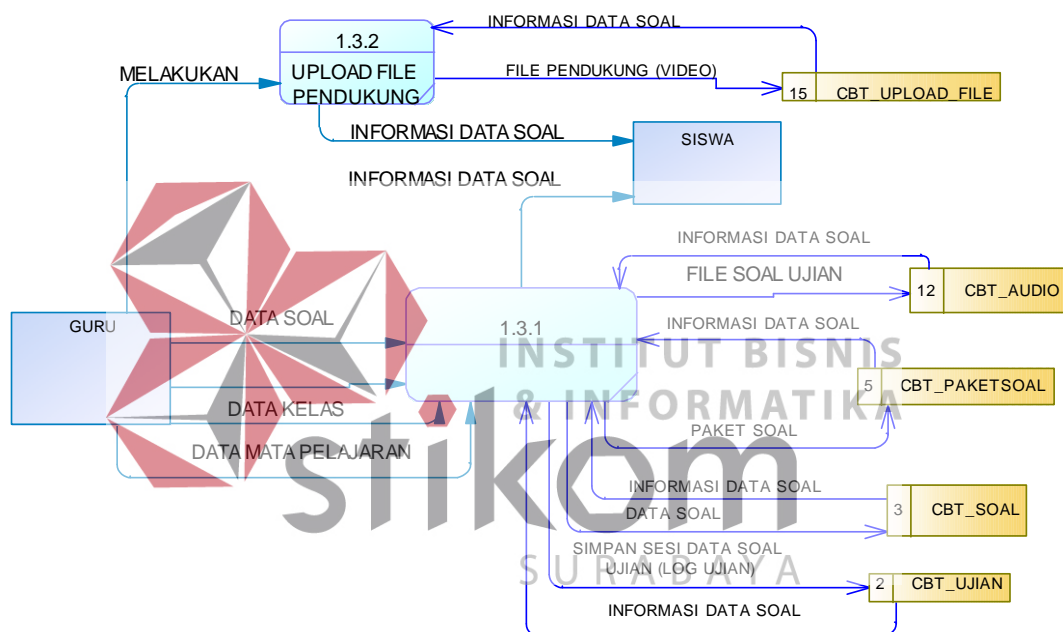 INFORMASI DATA SOAL
1.3.2
MELAKUKAN
UPLOAD FILE
PENDUKUNG
FILE PENDUKUNG (VIDEO)
15 CBT_UPLOAD_FILE
INFORMASI DATA SOAL
SISWA
INFORMASI DATA SOAL
INFORMASI DATA SOAL
FILE SOAL UJIAN
12 CBT_AUDIO
GURU
DATA SOAL
1.3.1
INFORMASI DATA SOAL
INSTITUT BISNIS
& INFORMATIKA
5 CBT_PAKETSOAL
DATA KELAS
PAKET SOAL
DATA MATA PELAJARAN
stikom
INFORMASI DATA SOAL
DATA SOAL
3 CBT_SOAL
SIMPAN SESI DATA SOAL
UJIAN (LOG UJIAN)
SURABAYA
2 CBT_UJIAN
INFORMASI DATA SOAL